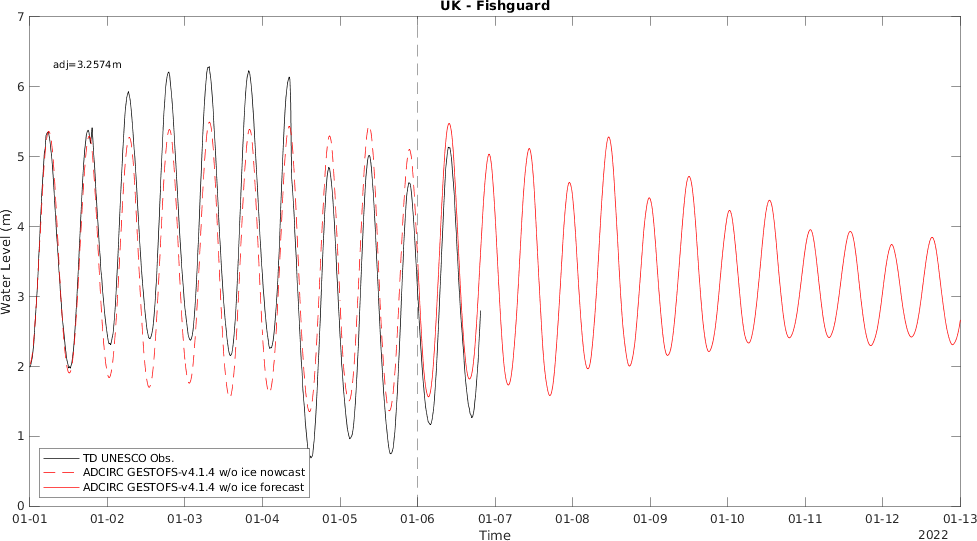 UK - Fishguard
adj=3.2574m
Water Level (m)
7
6
5
4
3
2
1
0
TD UNESCO Obs.
ADCIRC GESTOFS-v4.1.4 w/o ice nowcast
ADCIRC GESTOFS-v4.1.4 w/o ice forecast
01-01 01-02 01-03 01-04 01-05 01-06 01-07 01-08 01-09 01-10 01-11 01-12 01-13
Time
2022